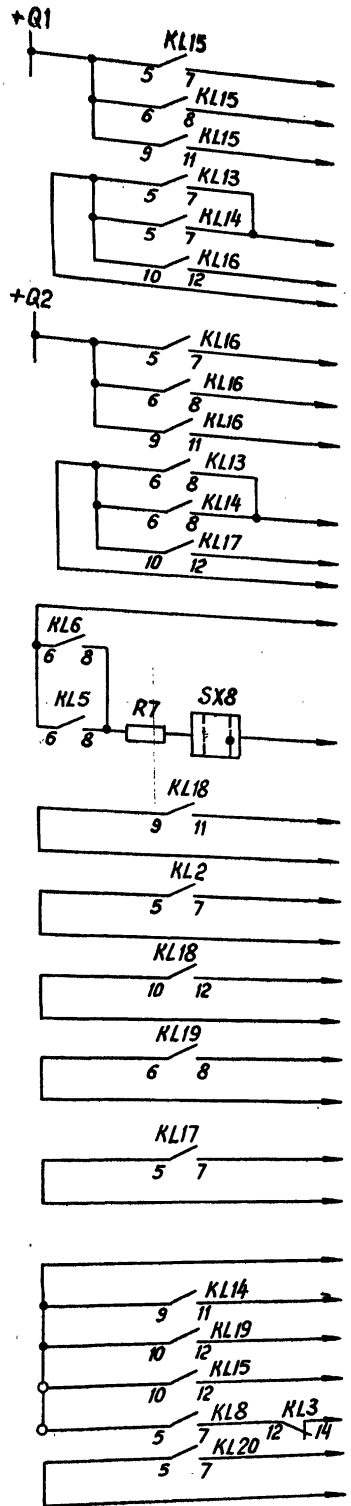 +Q1
KL15
5 7
KL15
6 8
KL15
9 11
KL13
5 7
KL14
5 7
KL16
10 12
+Q2
KL16
5 7
KL16
6 8
KL16
9 11
KL13
6 8
KL14
6 8
KL17
10 12
KL6
6 8
KL5 R7 SX8
6 8
KL18
9 11
KL2
5 7
KL18
10 12
KL19
6 8
KL17
5 7
KL14
9 11
KL19
10 12
KL15
10 12
KL8 KL3
5 7 12 14
KL20
5 7